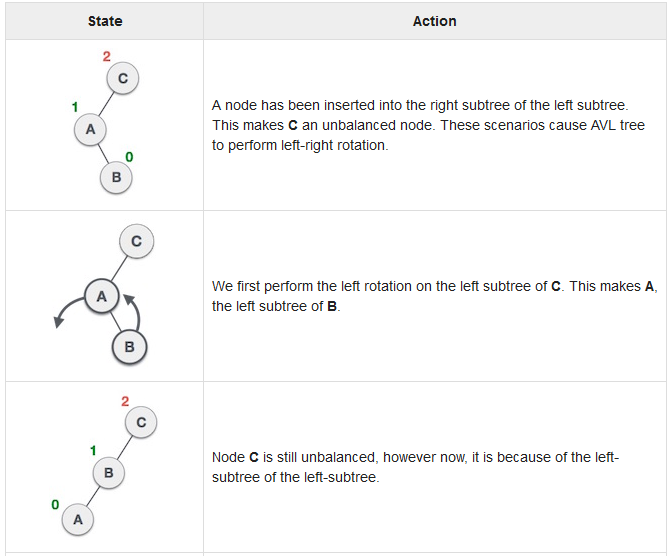 State
Action
2
C
1
A
0
B
A node has been inserted into the right subtree of the left subtree.
This makes C an unbalanced node. These scenarios cause AVL tree
to perform left-right rotation.
C
A
B
We first perform the left rotation on the left subtree of C. This makes A,
the left subtree of B.
2
C
1
B
0
A
Node C is still unbalanced, however now, it is because of the left-
subtree of the left-subtree.